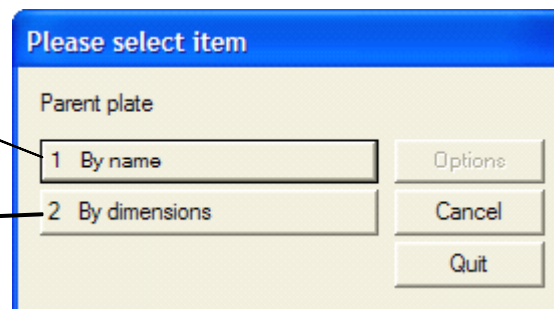 Please select item
Parent plate
1 By name
Options
2 By dimensions
Cancel
Quit